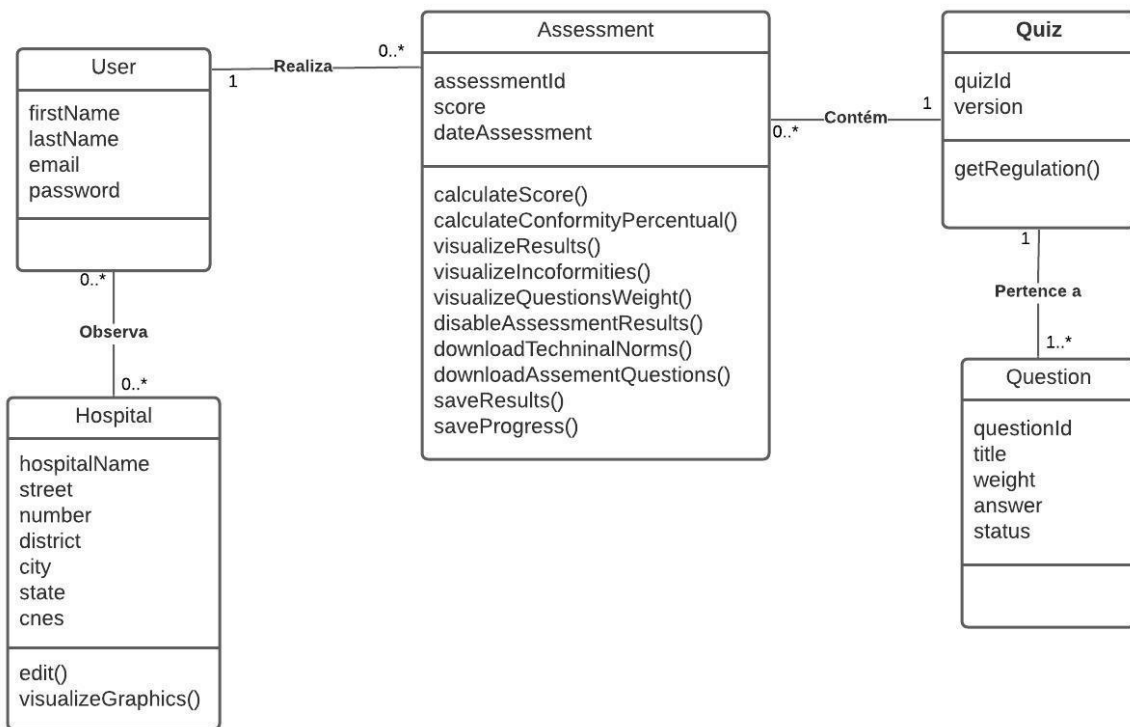 User
firstName
lastName
email
password
1
Realiza
0..*
Assessment
assessmentId
score
dateAssessment
calculateScore()
calculateConformityPercentual()
visualizeResults()
visualizeIncoformities()
visualizeQuestionsWeight()
disableAssessmentResults()
downloadTechninalNorms()
downloadAssementQuestions()
saveResults()
saveProgress()
0..*
Contém
1
Quiz
quizId
version
getRegulation()
1
Pertence a
1..*
Question
questionId
title
weight
answer
status
0..*
Observa
0..*
Hospital
hospitalName
street
number
district
city
state
cnes
edit()
visualizeGraphics()